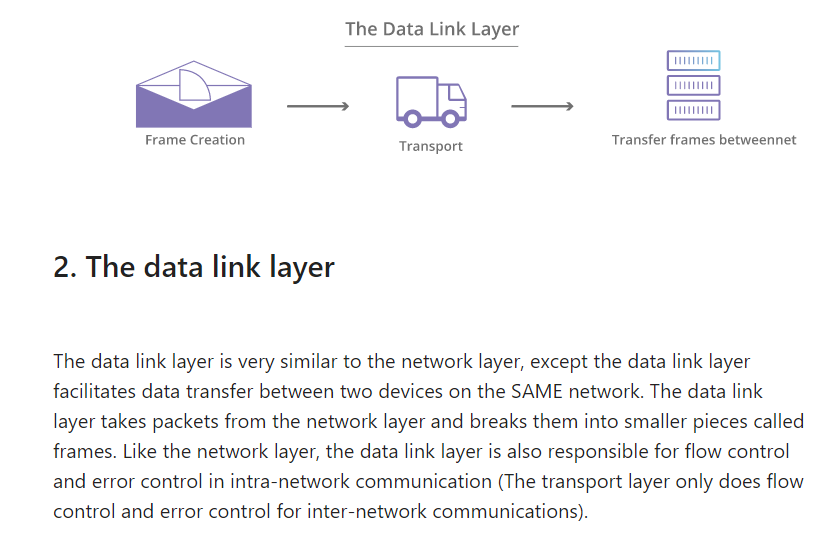 The Data Link Layer
Frame Creation
Transport
Transfer frames betweennet
2. The data link layer
The data link layer is very similar to the network layer, except the data link layer
facilitates data transfer between two devices on the SAME network. The data link
layer takes packets from the network layer and breaks them into smaller pieces called
frames. Like the network layer, the data link layer is also responsible for flow control
and error control in intra-network communication (The transport layer only does flow
control and error control for inter-network communications).